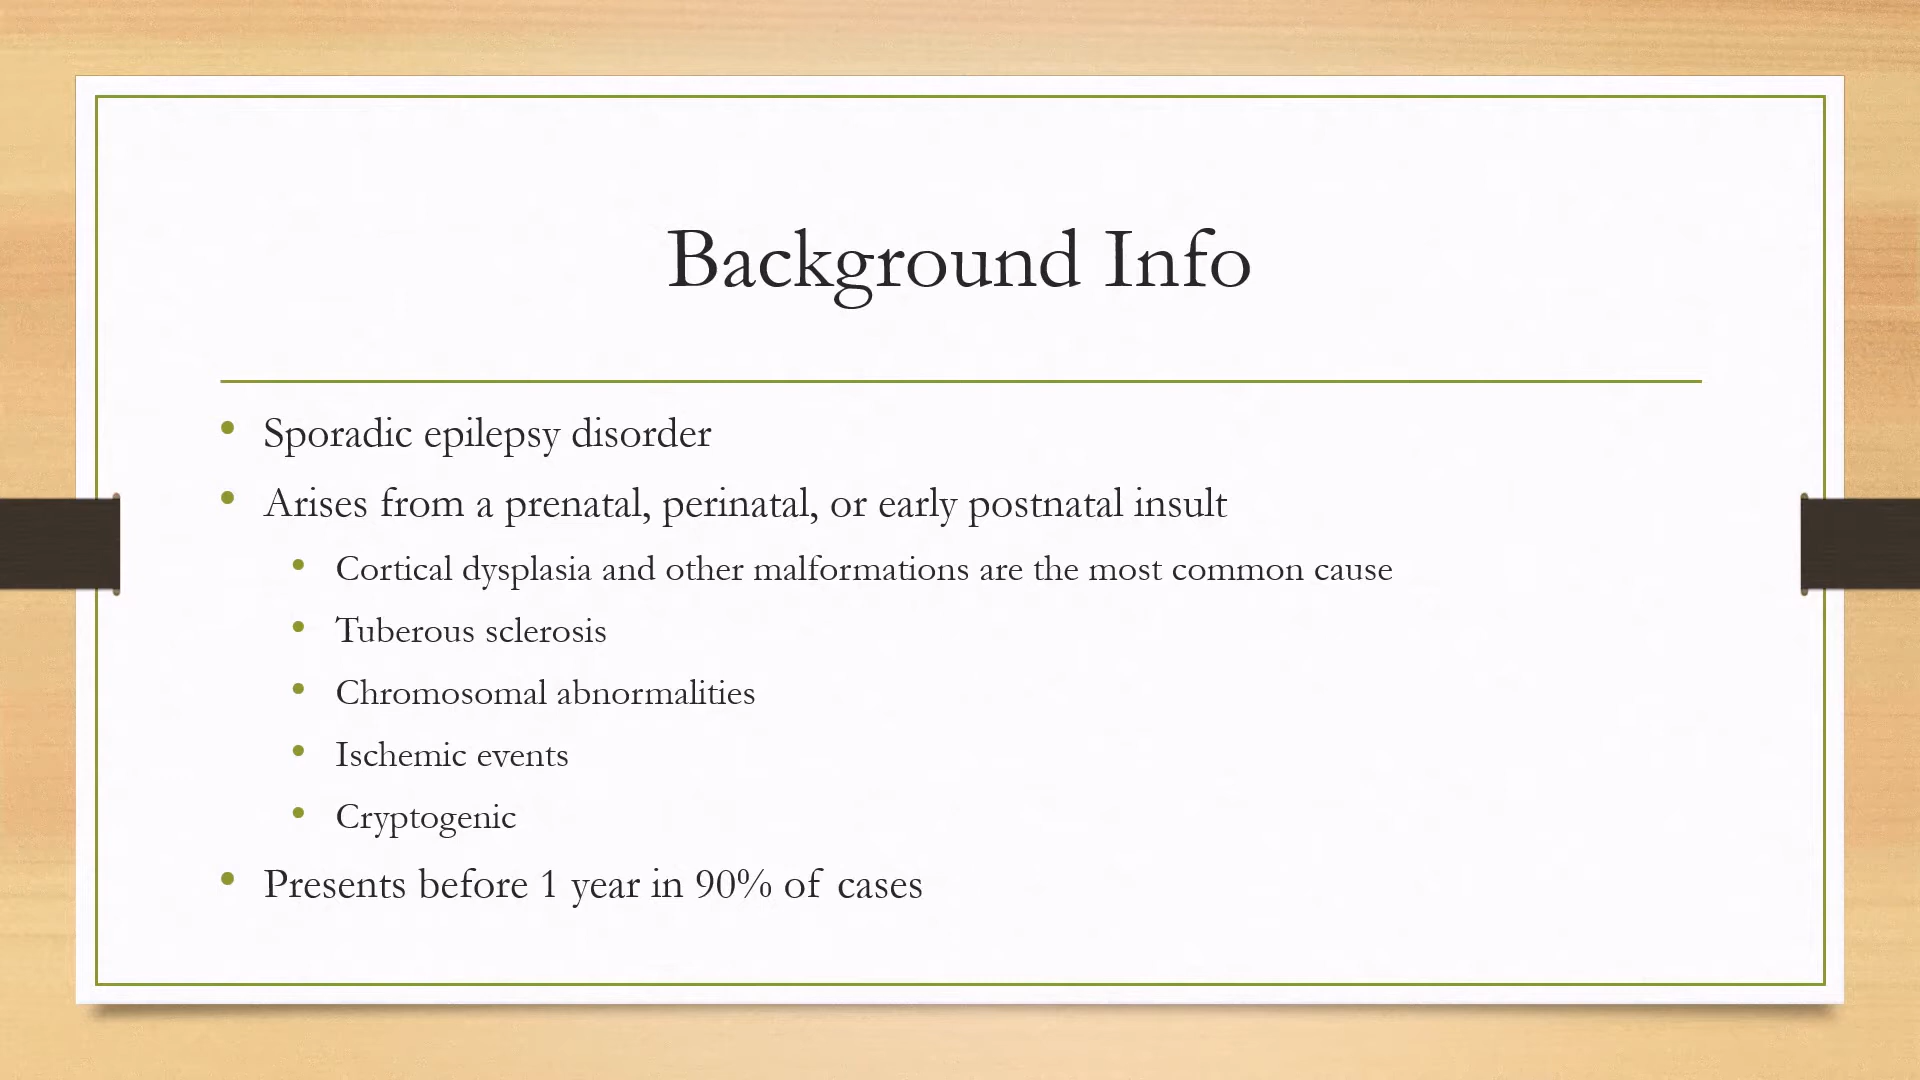 Background Info
• Sporadic epilepsy disorder
• Arises from a prenatal, perinatal, or early postnatal insult
• Cortical dysplasia and other malformations are the most common cause
• Tuberous sclerosis
• Chromosomal abnormalities
• Ischemic events
• Cryptogenic
• Presents before 1 year in 90% of cases